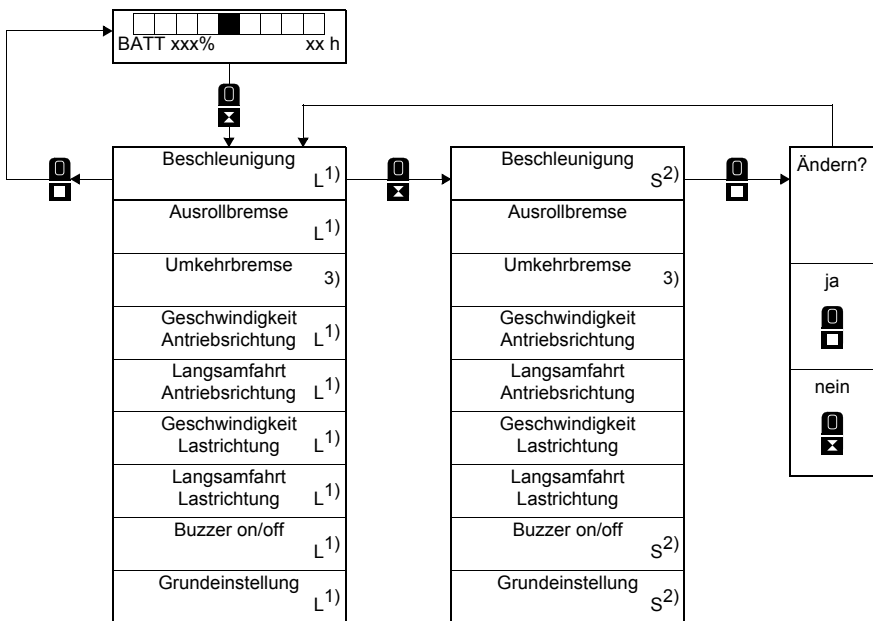 BATT xxx% xx h
Beschleunigung
L1)
Ausrollbremse
L1)
Umkehrbremse
3)
Geschwindigkeit
Antriebsrichtung L1)
Langsamfahrt
Antriebsrichtung L1)
Geschwindigkeit
Lastrichtung L1)
Langsamfahrt
Lastrichtung L1)
Buzzer on/off
L1)
Grundeinstellung
L1)
Beschleunigung
S2)
Ausrollbremse
Umkehrbremse
3)
Geschwindigkeit
Antriebsrichtung
Langsamfahrt
Antriebsrichtung
Geschwindigkeit
Lastrichtung
Langsamfahrt
Lastrichtung
Buzzer on/off
S2)
Grundeinstellung
S2)
Ändern?
ja
nein